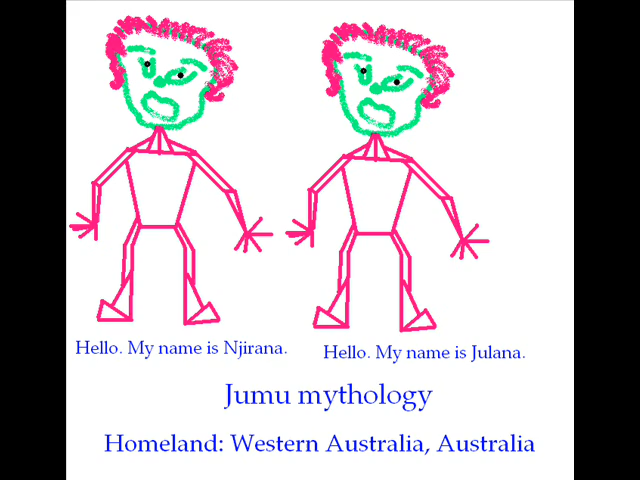 Hello. My name is Njirana.
Hello. My name is Julana.
Jumu mythology
Homeland: Western Australia, Australia